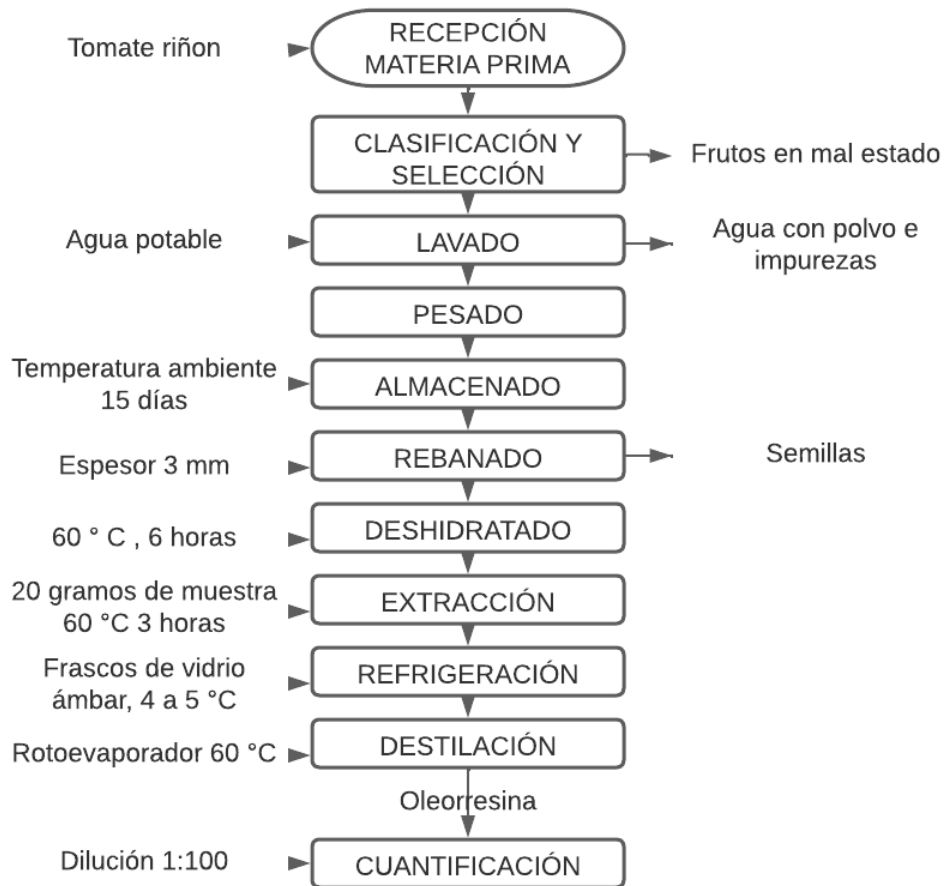 Tomate riñon
RECEPCIÓN
MATERIA PRIMA
CLASIFICACIÓN Y
SELECCIÓN
Frutos en mal estado
Agua potable
LAVADO
Agua con polvo e
impurezas
PESADO
Temperatura ambiente
15 días
ALMACENADO
Espesor 3 mm
REBANADO
Semillas
60 ° C , 6 horas
DESHIDRATADO
20 gramos de muestra
60 °C 3 horas
EXTRACCIÓN
Frascos de vidrio
ámbar, 4 a 5 °C
REFRIGERACIÓN
Rotoevaporador 60 °C
DESTILACIÓN
Oleorresina
Dilución 1:100
CUANTIFICACIÓN